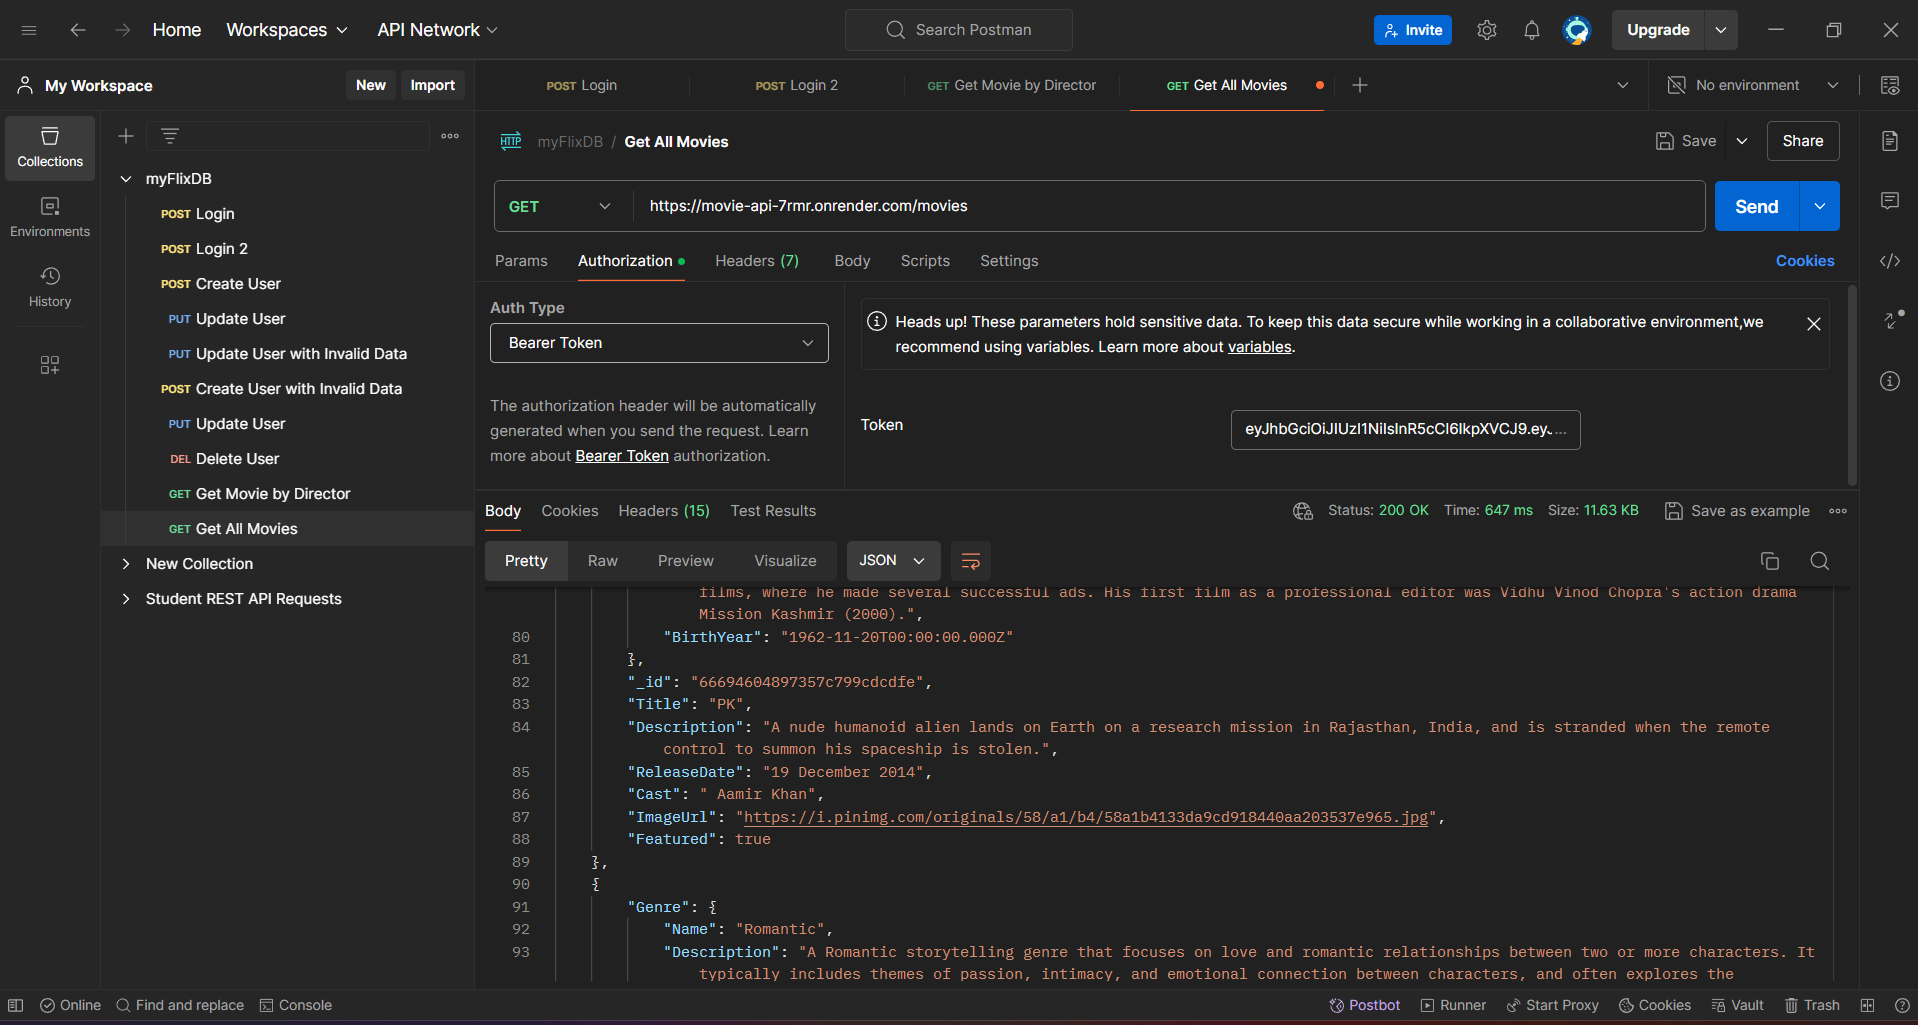 Home Workspaces API Network Search Postman Invite Upgrade
My Workspace New Import POST Login POST Login 2 GET Get Movie by Director GET Get All Movies No environment
Collections
Environments
History
myFlixDB
POST Login
POST Login 2
POST Create User
PUT Update User
PUT Update User with Invalid Data
POST Create User with Invalid Data
PUT Update User
DEL Delete User
GET Get Movie by Director
GET Get All Movies
New Collection
Student REST API Requests
HTTP myFlixDB / Get All Movies Save Share
GET https://movie-api-7rmr.onrender.com/movies Send
Params Authorization Headers (7) Body Scripts Settings Cookies
Auth Type
Bearer Token
The authorization header will be automatically
generated when you send the request. Learn
more about Bearer Token authorization.
Heads up! These parameters hold sensitive data. To keep this data secure while working in a collaborative environment,we
recommend using variables. Learn more about variables.
Token eyJhbGciOiJIUzI1NiIsInR5cCI6IkpXVCJ9.eyJ...
Body Cookies Headers (15) Test Results Status: 200 OK Time: 647 ms Size: 11.63 KB Save as example
Pretty Raw Preview Visualize JSON
films, where he made several successful ads. His first film as a professional editor was Vidhu Vinod Chopra's action drama
Mission Kashmir (2000).",
80 "BirthYear": "1962-11-20T00:00:00.000Z"
81 },
82 "_id": "66694604897357c799cdcdfe",
83 "Title": "PK",
84 "Description": "A nude humanoid alien lands on Earth on a research mission in Rajasthan, India, and is stranded when the remote
control to summon his spaceship is stolen.",
85 "ReleaseDate": "19 December 2014",
86 "Cast": " Aamir Khan",
87 "ImageUrl": "https://i.pinimg.com/originals/58/a1/b4/58a1b4133da9cd918440aa203537e965.jpg",
88 "Featured": true
89 },
90 {
91 "Genre": {
92 "Name": "Romantic",
93 "Description": "A Romantic storytelling genre that focuses on love and romantic relationships between two or more characters. It
typically includes themes of passion, intimacy, and emotional connection between characters, and often explores the
Online Find and replace Console Postbot Runner Start Proxy Cookies Vault Trash